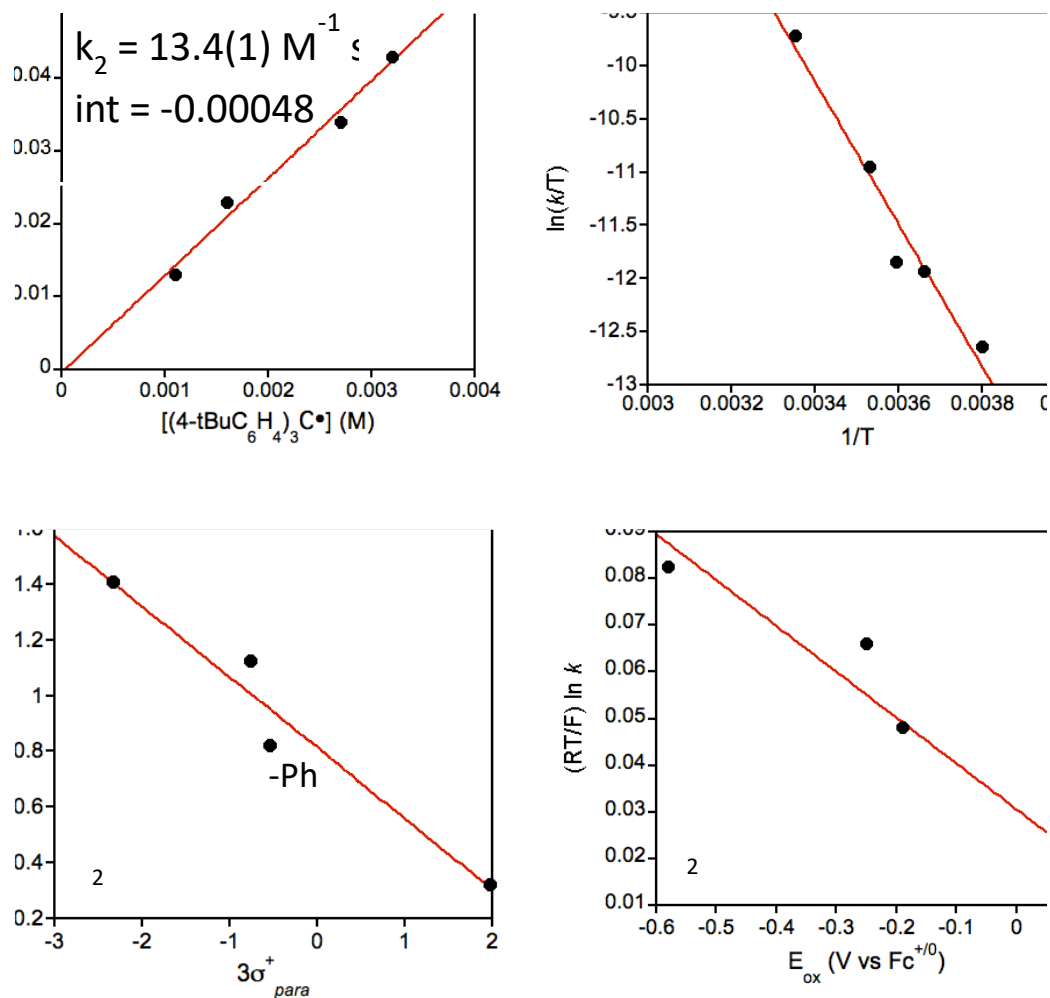 k₂ = 13.4(1) M⁻¹ s
int = -0.00048
0.04
0.03
0.02
0.01
0
0 0.001 0.002 0.003 0.004
[(4-tBuC₆H₄)₃C•] (M)
-10
-10.5
-11
-11.5
-12
-12.5
-13
ln(k/T)
0.003 0.0032 0.0034 0.0036 0.0038
1/T
1.4
1.2
1
0.8
0.6
0.4
0.2
-Ph
2
-3 -2 -1 0 1 2
3σ⁺para
0.09
0.08
0.07
0.06
0.05
0.04
0.03
0.02
0.01
(RT/F) ln k
2
-0.6 -0.5 -0.4 -0.3 -0.2 -0.1 0
E_ox (V vs Fc⁺/⁰)